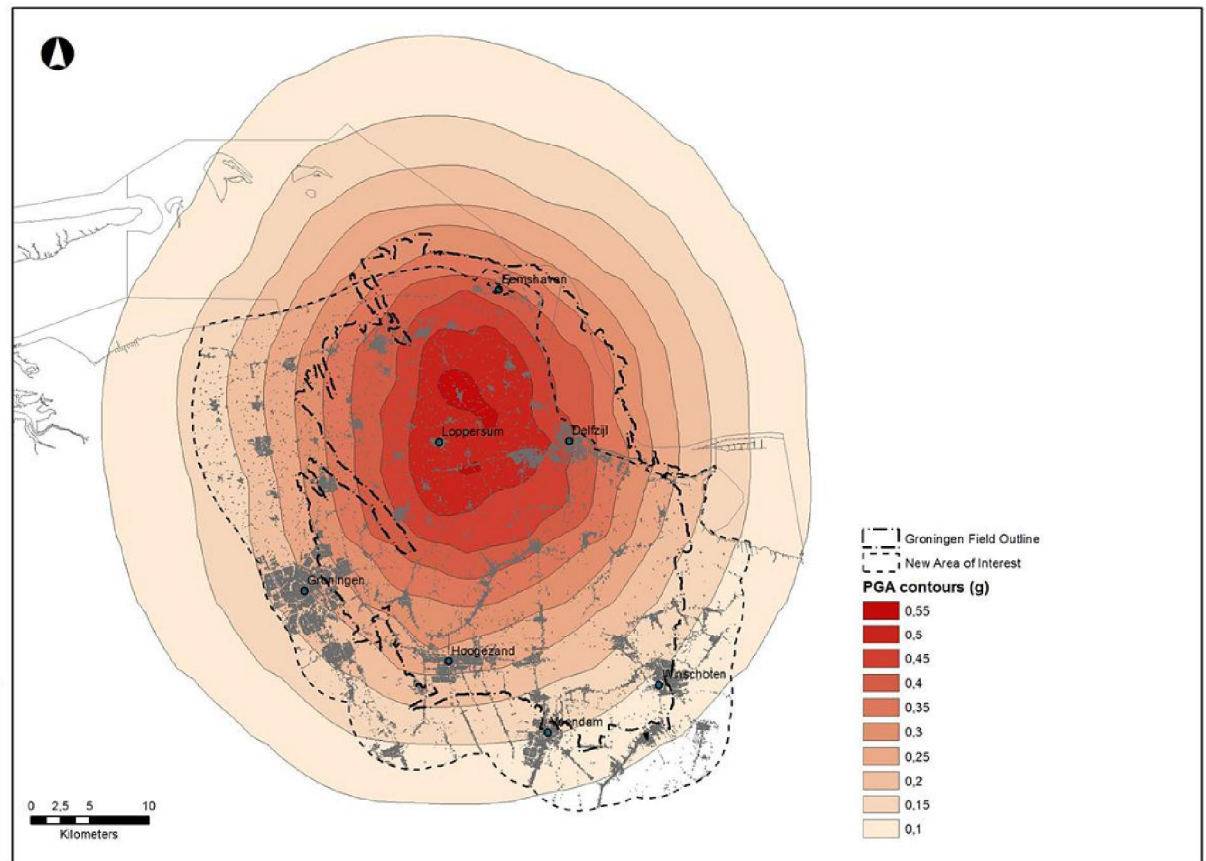 Eemshaven
Loppersum
Delfzijl
Groningen
Hoogezand
Winschoten
Veendam
Groningen Field Outline
New Area of Interest
PGA contours (g)
0,55
0,5
0,45
0,4
0,35
0,3
0,25
0,2
0,15
0,1
0 2,5 5 10
Kilometers